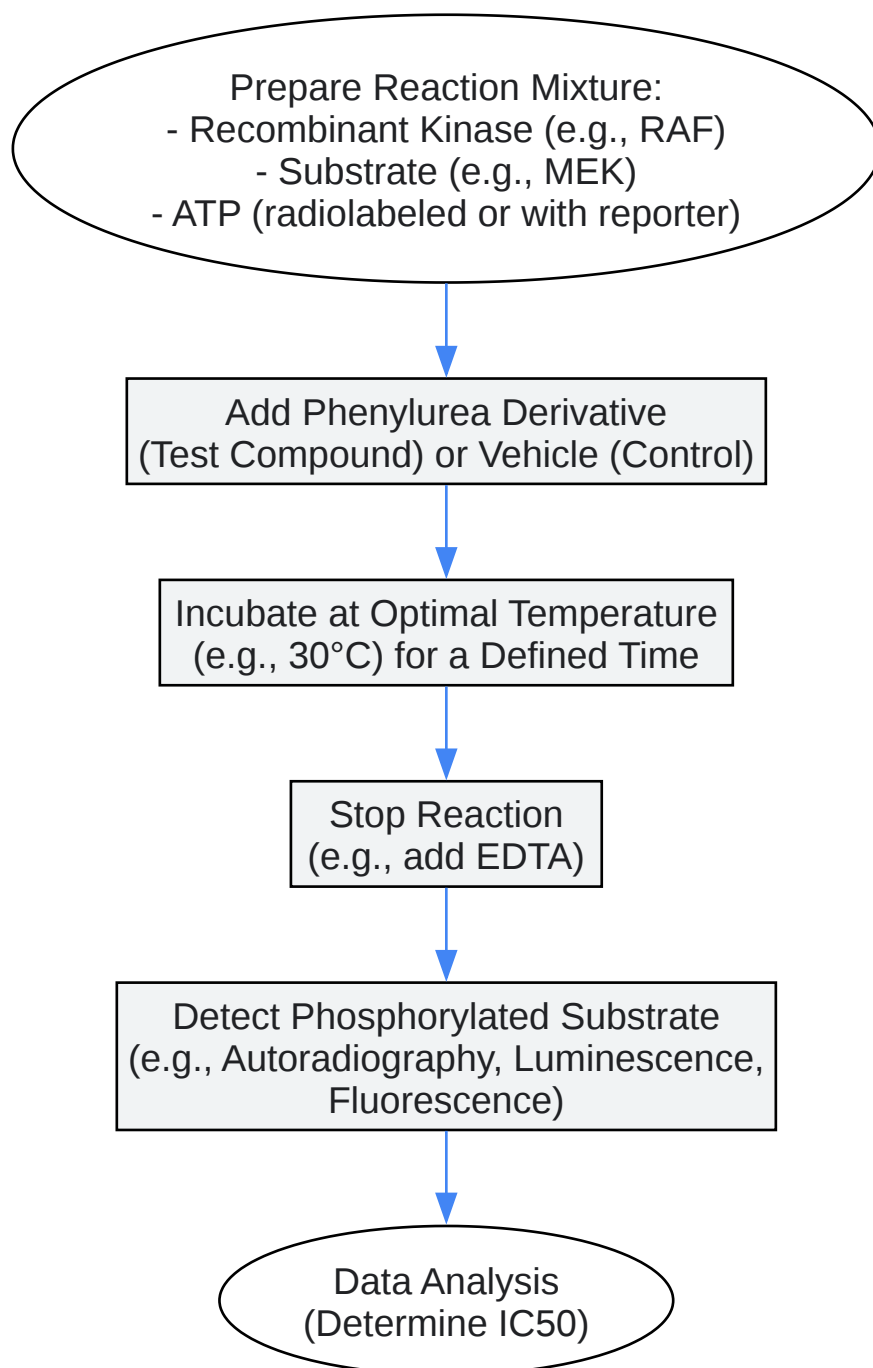 Prepare Reaction Mixture:
- Recombinant Kinase (e.g., RAF)
- Substrate (e.g., MEK)
- ATP (radiolabeled or with reporter)
Add Phenylurea Derivative
(Test Compound) or Vehicle (Control)
Incubate at Optimal Temperature
(e.g., 30°C) for a Defined Time
Stop Reaction
(e.g., add EDTA)
Detect Phosphorylated Substrate
(e.g., Autoradiography, Luminescence,
Fluorescence)
Data Analysis
(Determine IC50)